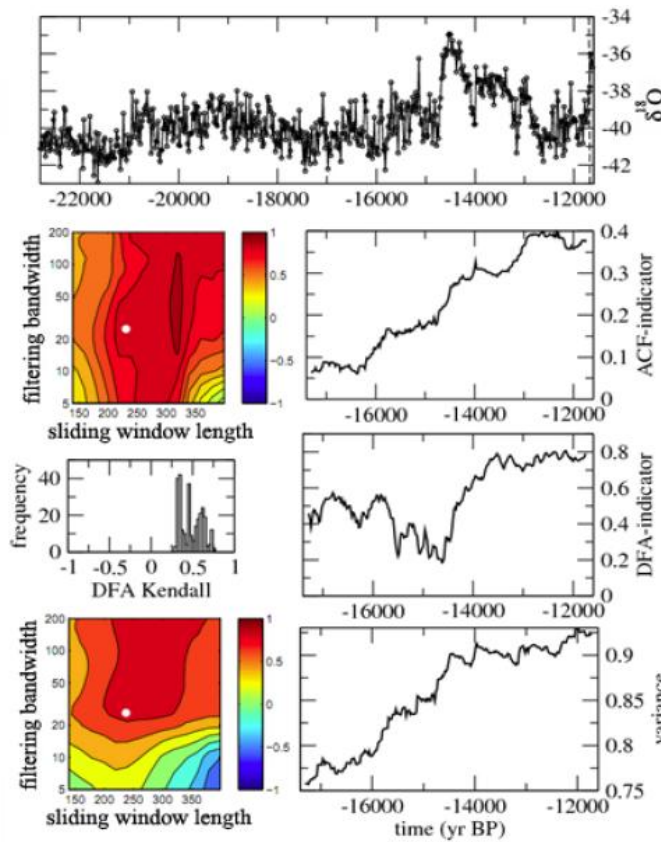 -34
-36
-38
-40
-42
δ18O
-22000 -20000 -18000 -16000 -14000 -12000
filtering bandwidth
200
100
50
20
10
5
150 200 250 300 350
sliding window length
1
0.5
0
−0.5
−1
0.4
0.3
0.2
0.1
0
ACF-indicator
-16000 -14000 -12000
frequency
40
20
0
-1 -0.5 0 0.5 1
DFA Kendall
0.8
0.6
0.4
0.2
0
DFA-indicator
-16000 -14000 -12000
filtering bandwidth
200
100
50
20
10
5
150 200 250 300 350
sliding window length
1
0.5
0
−0.5
−1
0.9
0.85
0.8
0.75
variance
-16000 -14000 -12000
time (yr BP)